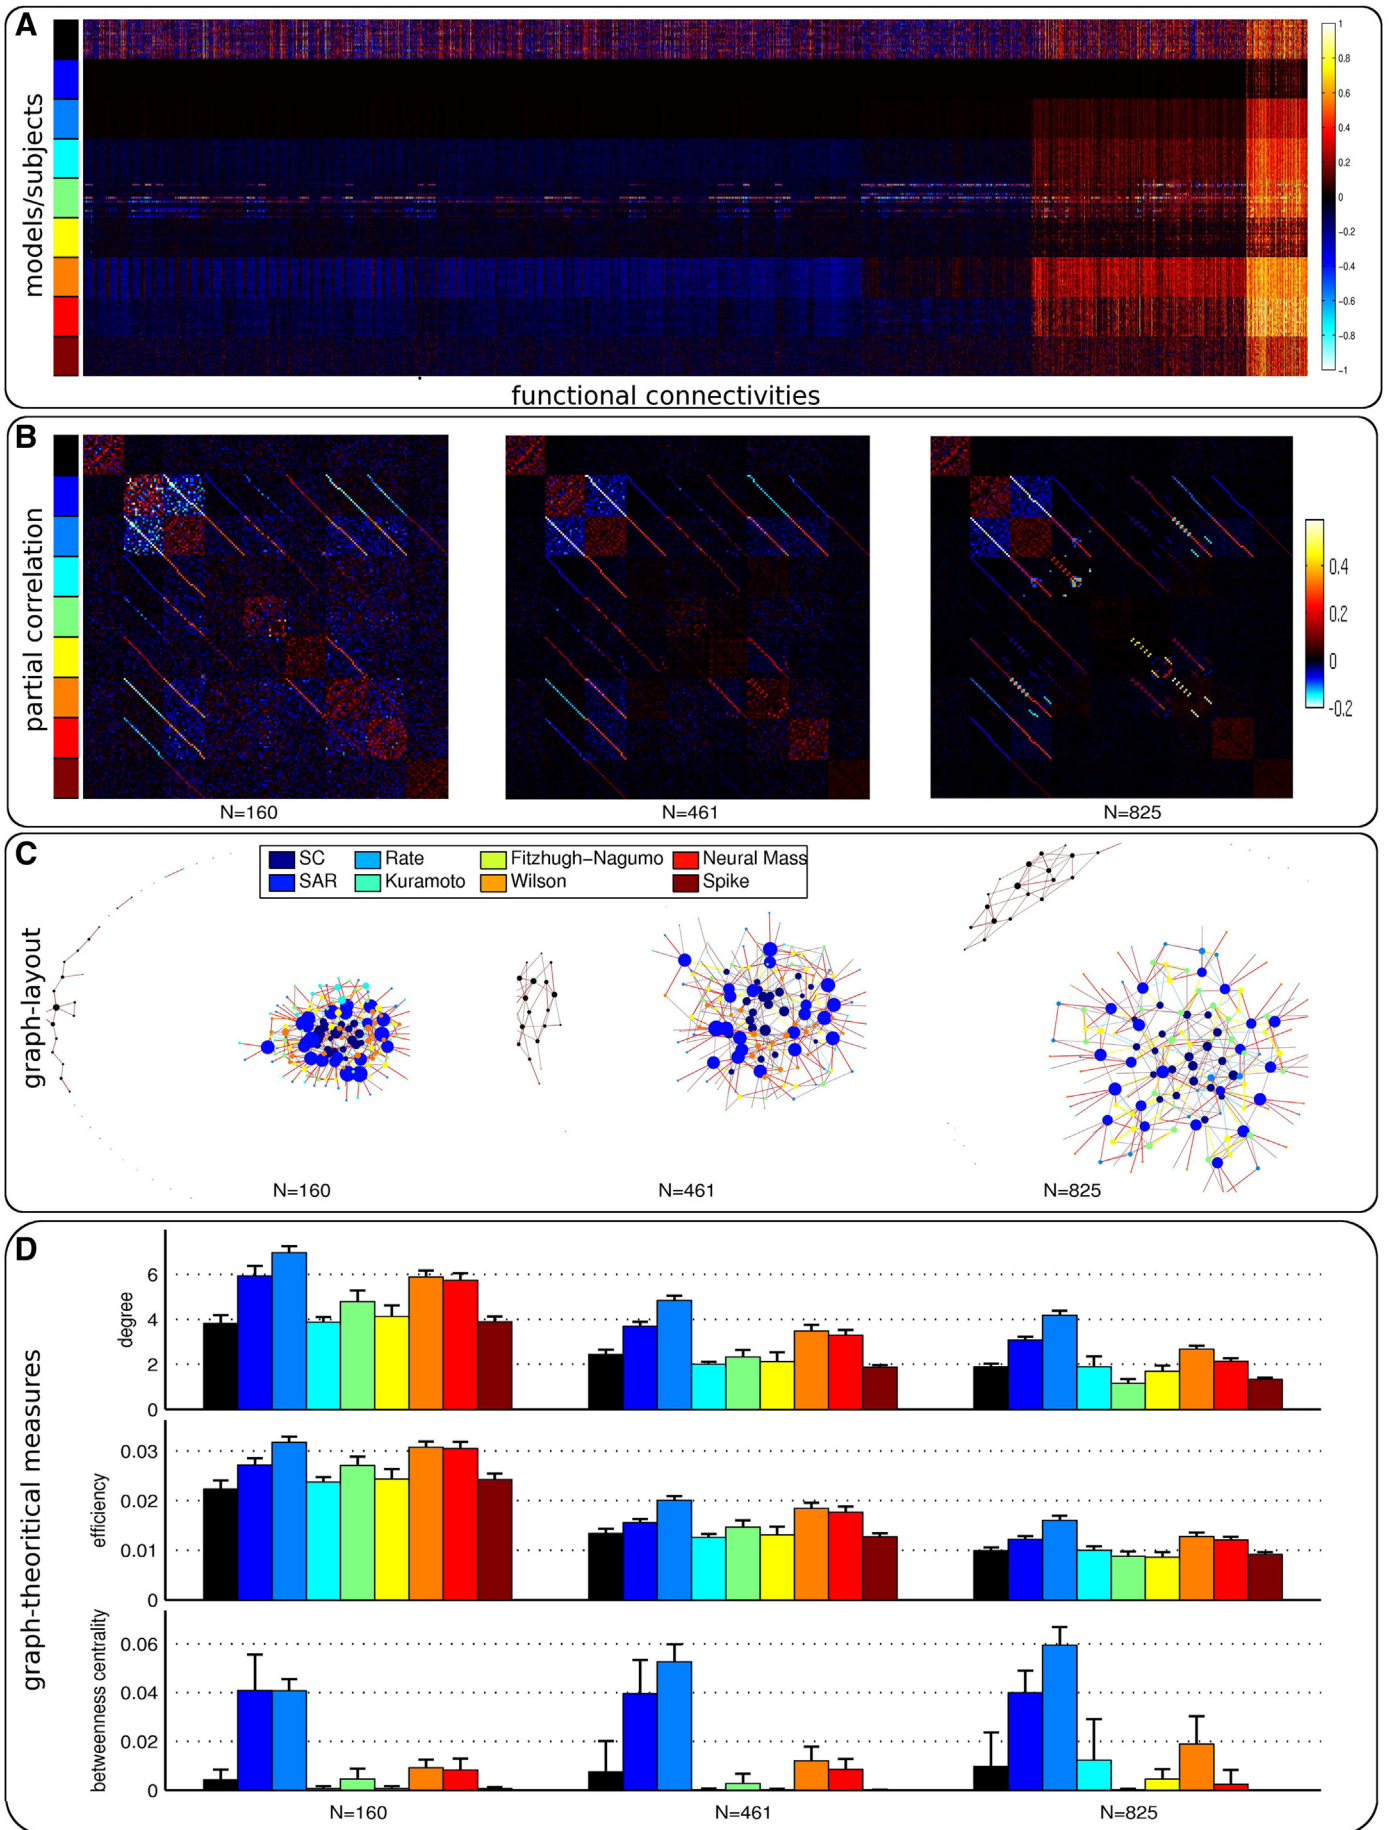 A
models/subjects
1
0.8
0.6
0.4
0.2
0
-0.2
-0.4
-0.6
-0.8
-1
functional connectivities
B
partial correlation
0.4
0.2
0
-0.2
N=160
N=461
N=825
C
graph-layout
SC
Rate
Fitzhugh-Nagumo
Neural Mass
SAR
Kuramoto
Wilson
Spike
N=160
N=461
N=825
D
graph-theoritical measures
degree
6
4
2
0
efficiency
0.03
0.02
0.01
0
betweenness centrality
0.06
0.04
0.02
0
N=160
N=461
N=825